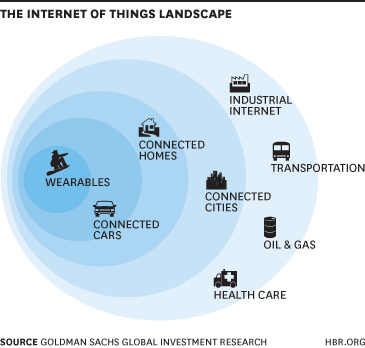 THE INTERNET OF THINGS LANDSCAPE
INDUSTRIAL
INTERNET
CONNECTED
HOMES
TRANSPORTATION
WEARABLES
CONNECTED
CITIES
CONNECTED
CARS
OIL & GAS
HEALTH CARE
SOURCE GOLDMAN SACHS GLOBAL INVESTMENT RESEARCH
HBR.ORG